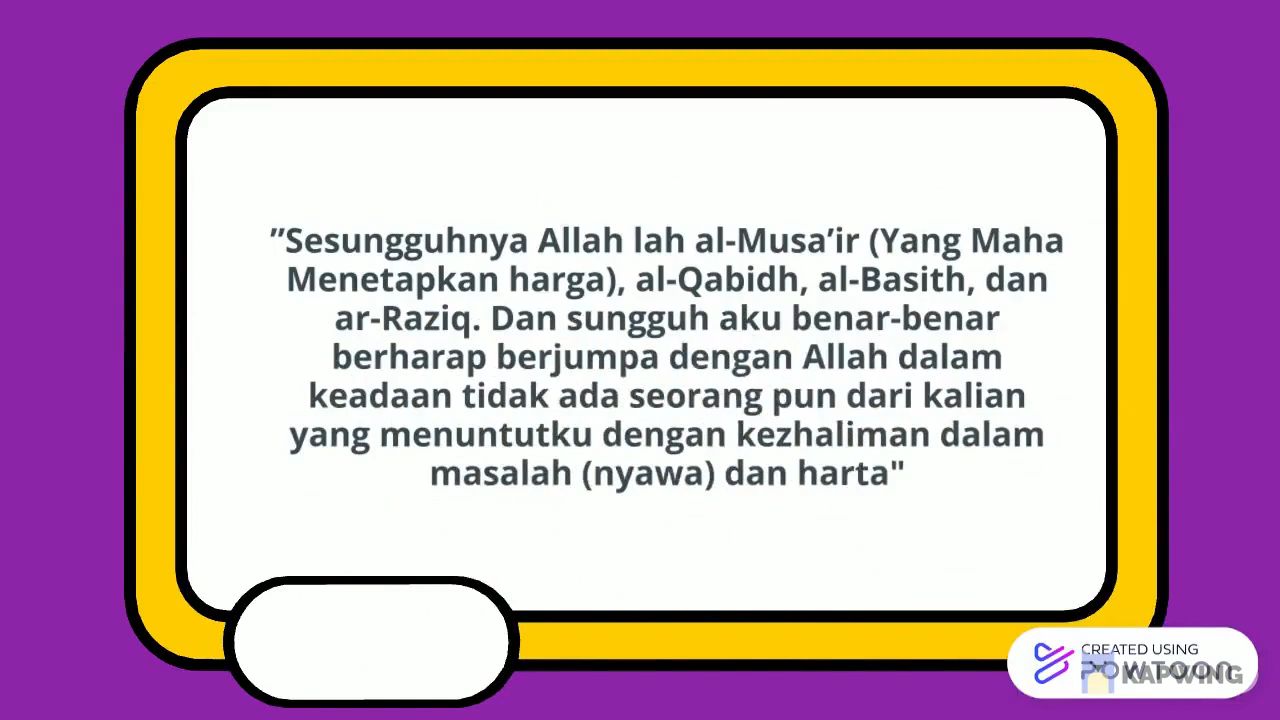 ”Sesungguhnya Allah lah al-Musa’ir (Yang Maha
Menetapkan harga), al-Qabidh, al-Basith, dan
ar-Raziq. Dan sungguh aku benar-benar
berharap berjumpa dengan Allah dalam
keadaan tidak ada seorang pun dari kalian
yang menuntutku dengan kezhaliman dalam
masalah (nyawa) dan harta"
CREATED USING
POWTOON
KAPWING